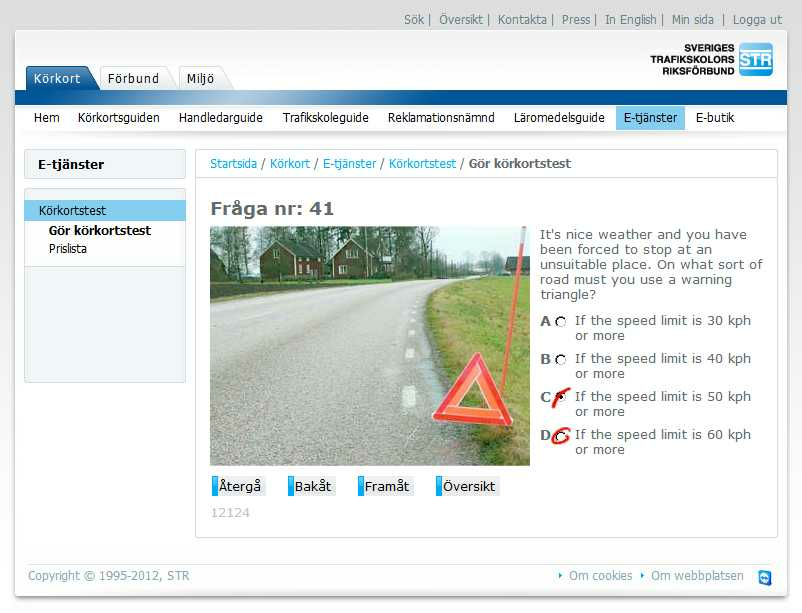 Sök | Översikt | Kontakta | Press | In English | Min sida | Logga ut
SVERIGES
TRAFIKSKOLORS
RIKSFÖRBUND
STR
Körkort Förbund Miljö
Hem Körkortsguiden Handledarguide Trafikskoleguide Reklamationsnämnd Läromedelsguide E-tjänster E-butik
E-tjänster
Körkortstest
Gör körkortstest
Prislista
Startsida / Körkort / E-tjänster / Körkortstest / Gör körkortstest
Fråga nr: 41
It's nice weather and you have
been forced to stop at an
unsuitable place. On what sort of
road must you use a warning
triangle?
A If the speed limit is 30 kph
or more
B If the speed limit is 40 kph
or more
C If the speed limit is 50 kph
or more
D If the speed limit is 60 kph
or more
Återgå Bakåt Framåt Översikt
12124
Copyright © 1995-2012, STR
Om cookies Om webbplatsen